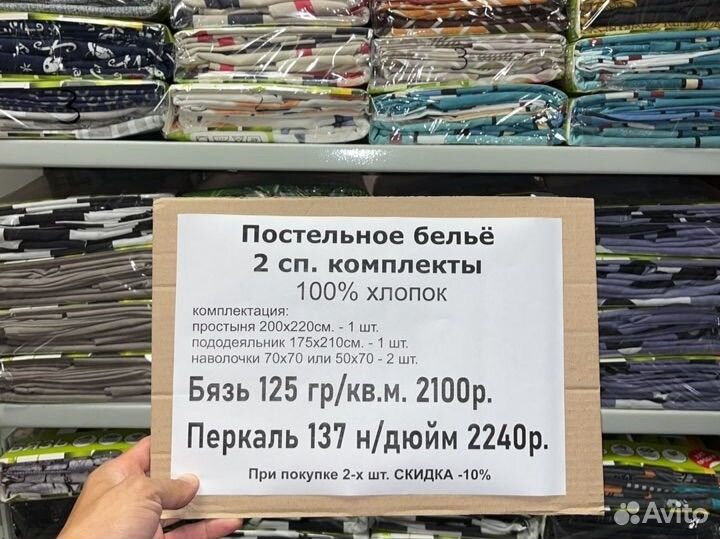 Постельное бельё
2 сп. комплекты
100% хлопок
комплектация:
простыня 200х220см. - 1 шт.
пододеяльник 175х210см. - 1 шт.
наволочки 70х70 или 50х70 - 2 шт.
Бязь 125 гр/кв.м. 2100р.
Перкаль 137 н/дюйм 2240р.
При покупке 2-х шт. СКИДКА -10%
Avito